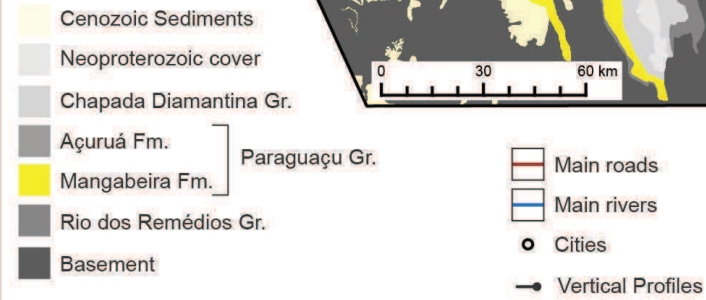 Cenozoic Sediments
Neoproterozoic cover
Chapada Diamantina Gr.
Açuruá Fm.
Mangabeira Fm.
Paraguaçu Gr.
Rio dos Remédios Gr.
Basement
0 30 60 km
Main roads
Main rivers
Cities
Vertical Profiles